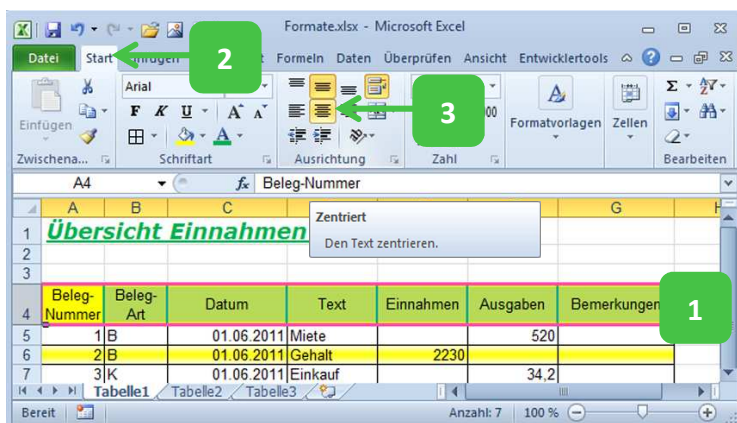 Formate.xlsx - Microsoft Excel
Datei Start Einfügen 2 Formeln Daten Überprüfen Ansicht Entwicklertools
Einfügen
Arial
F K U A A
3
00
Formatvorlagen Zellen
Σ
Zwischena... Schriftart Ausrichtung Zahl Bearbeiten
A4 fx Beleg-Nummer
A B C G H
1 Übersicht Einnahmen
Zentriert
Den Text zentrieren.
2
3
4 Beleg-Nummer Beleg-Art Datum Text Einnahmen Ausgaben Bemerkungen 1
5 1 B 01.06.2011 Miete 520
6 2 B 01.06.2011 Gehalt 2230
7 3 K 01.06.2011 Einkauf 34,2
Tabelle1 Tabelle2 Tabelle3
Bereit Anzahl: 7 100 %